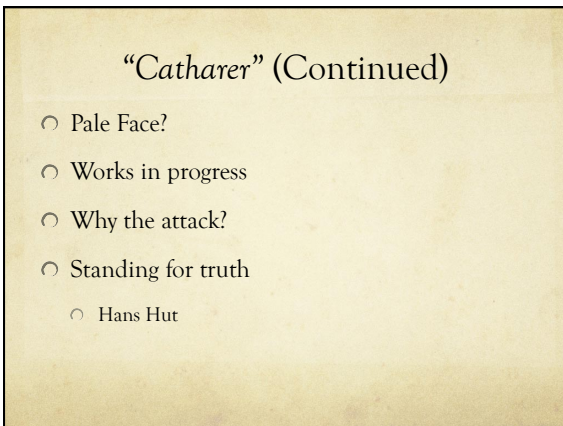 “Catharer” (Continued)
Pale Face?
Works in progress
Why the attack?
Standing for truth
Hans Hut